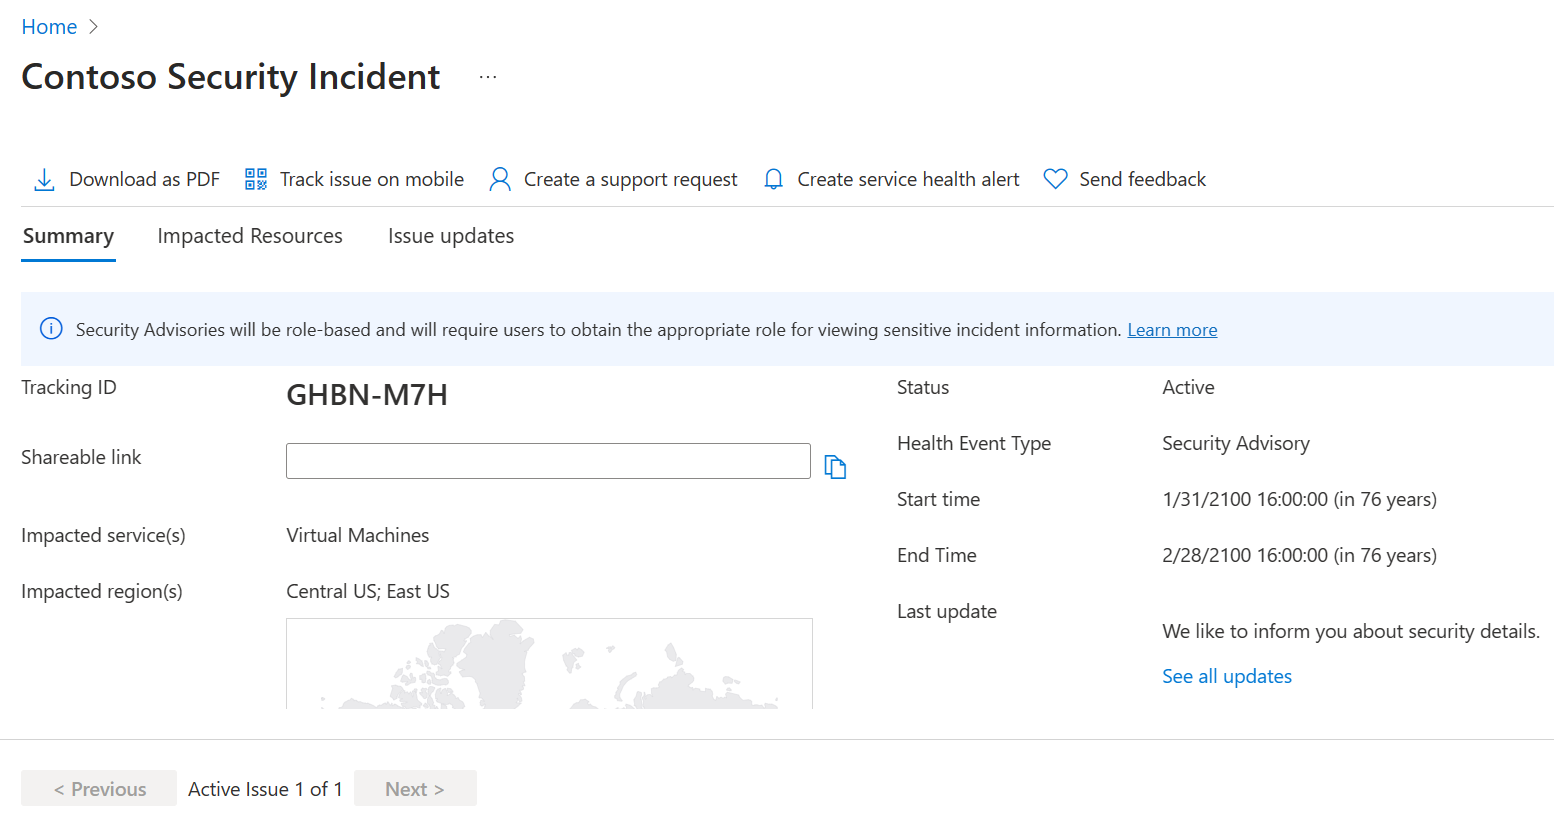 Home >
Contoso Security Incident ...
Download as PDF Track issue on mobile Create a support request Create service health alert Send feedback
Summary Impacted Resources Issue updates
Security Advisories will be role-based and will require users to obtain the appropriate role for viewing sensitive incident information. Learn more
Tracking ID GHBN-M7H
Shareable link
Impacted service(s) Virtual Machines
Impacted region(s) Central US; East US
Status Active
Health Event Type Security Advisory
Start time 1/31/2100 16:00:00 (in 76 years)
End Time 2/28/2100 16:00:00 (in 76 years)
Last update
We like to inform you about security details.
See all updates
< Previous Active Issue 1 of 1 Next >